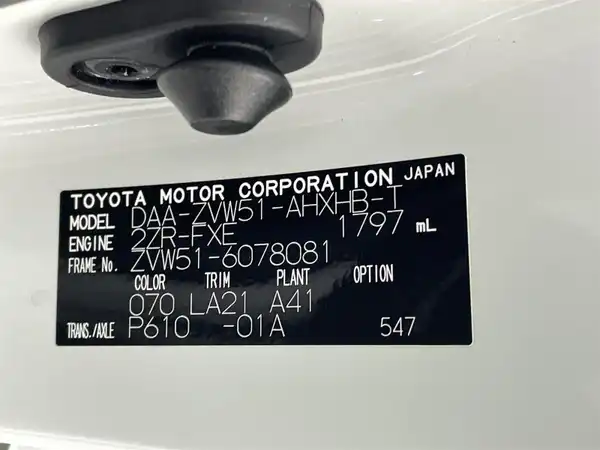 TOYOTA MOTOR CORPORATION JAPAN
MODEL DAA-ZVW51-AHXHB-T
ENGINE 2ZR-FXE 1797 mL
FRAME No. ZVW51-6078081
COLOR TRIM PLANT OPTION
070 LA21 A41
TRANS./AXLE P610 -01A 547